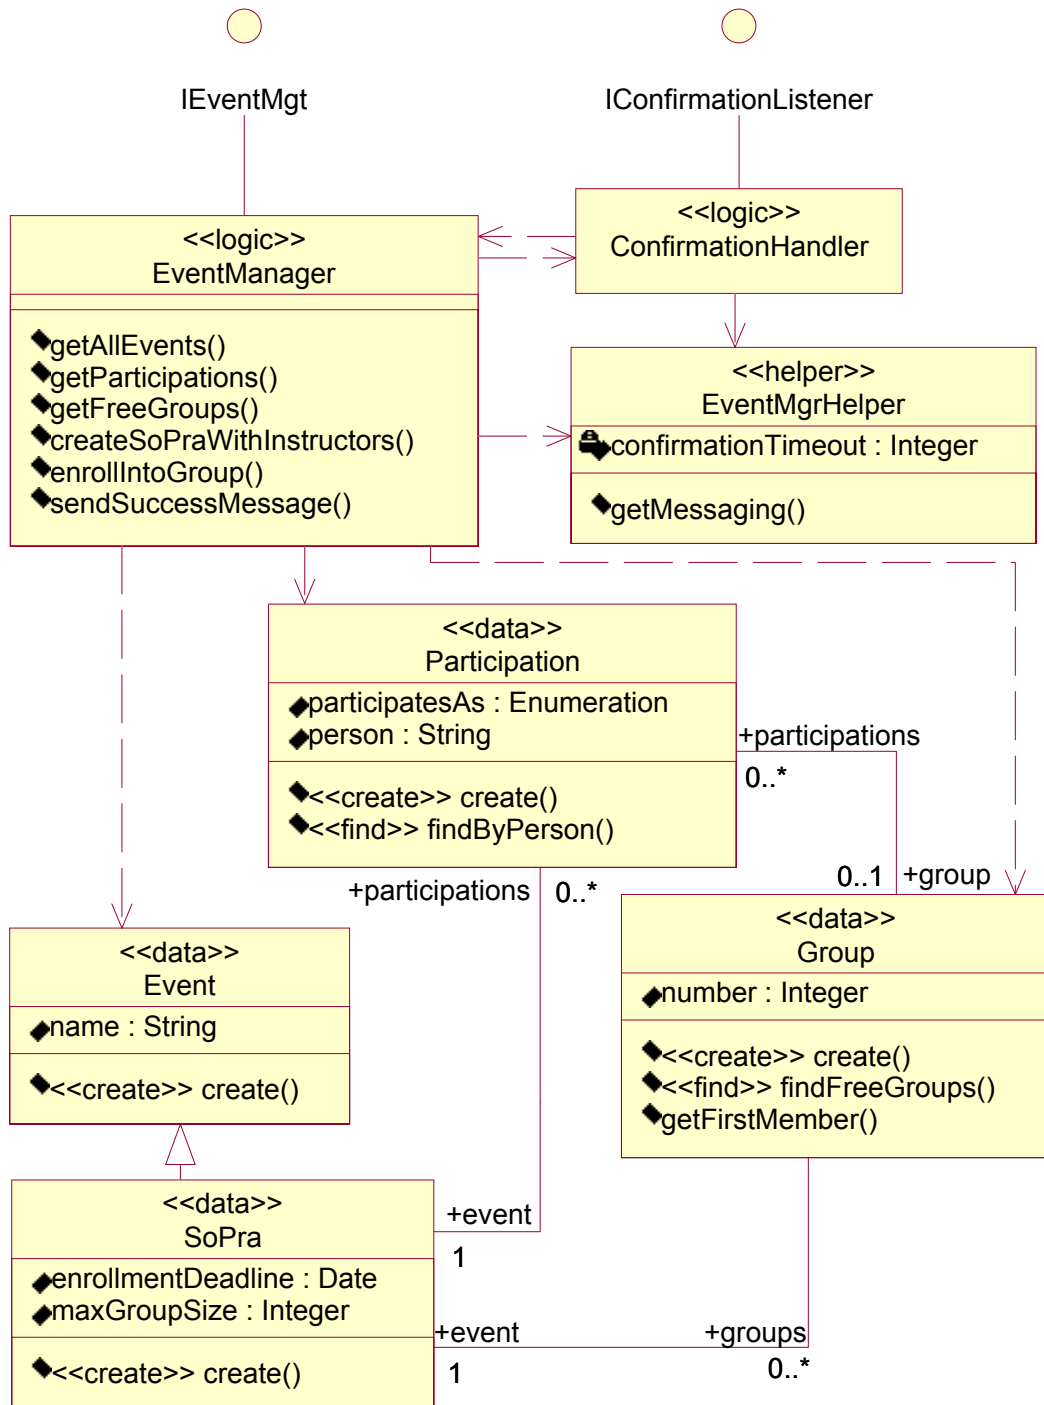 IEventMgt
IConfirmationListener
<<logic>>
EventManager
getAllEvents()
getParticipations()
getFreeGroups()
createSoPraWithInstructors()
enrollIntoGroup()
sendSuccessMessage()
<<logic>>
ConfirmationHandler
<<helper>>
EventMgrHelper
confirmationTimeout : Integer
getMessaging()
<<data>>
Participation
participatesAs : Enumeration
person : String
<<create>> create()
<<find>> findByPerson()
+participations
0..*
0..1
+group
+participations
0..*
<<data>>
Event
name : String
<<create>> create()
<<data>>
Group
number : Integer
<<create>> create()
<<find>> findFreeGroups()
getFirstMember()
<<data>>
SoPra
enrollmentDeadline : Date
maxGroupSize : Integer
<<create>> create()
+event
1
+event
1
+groups
0..*